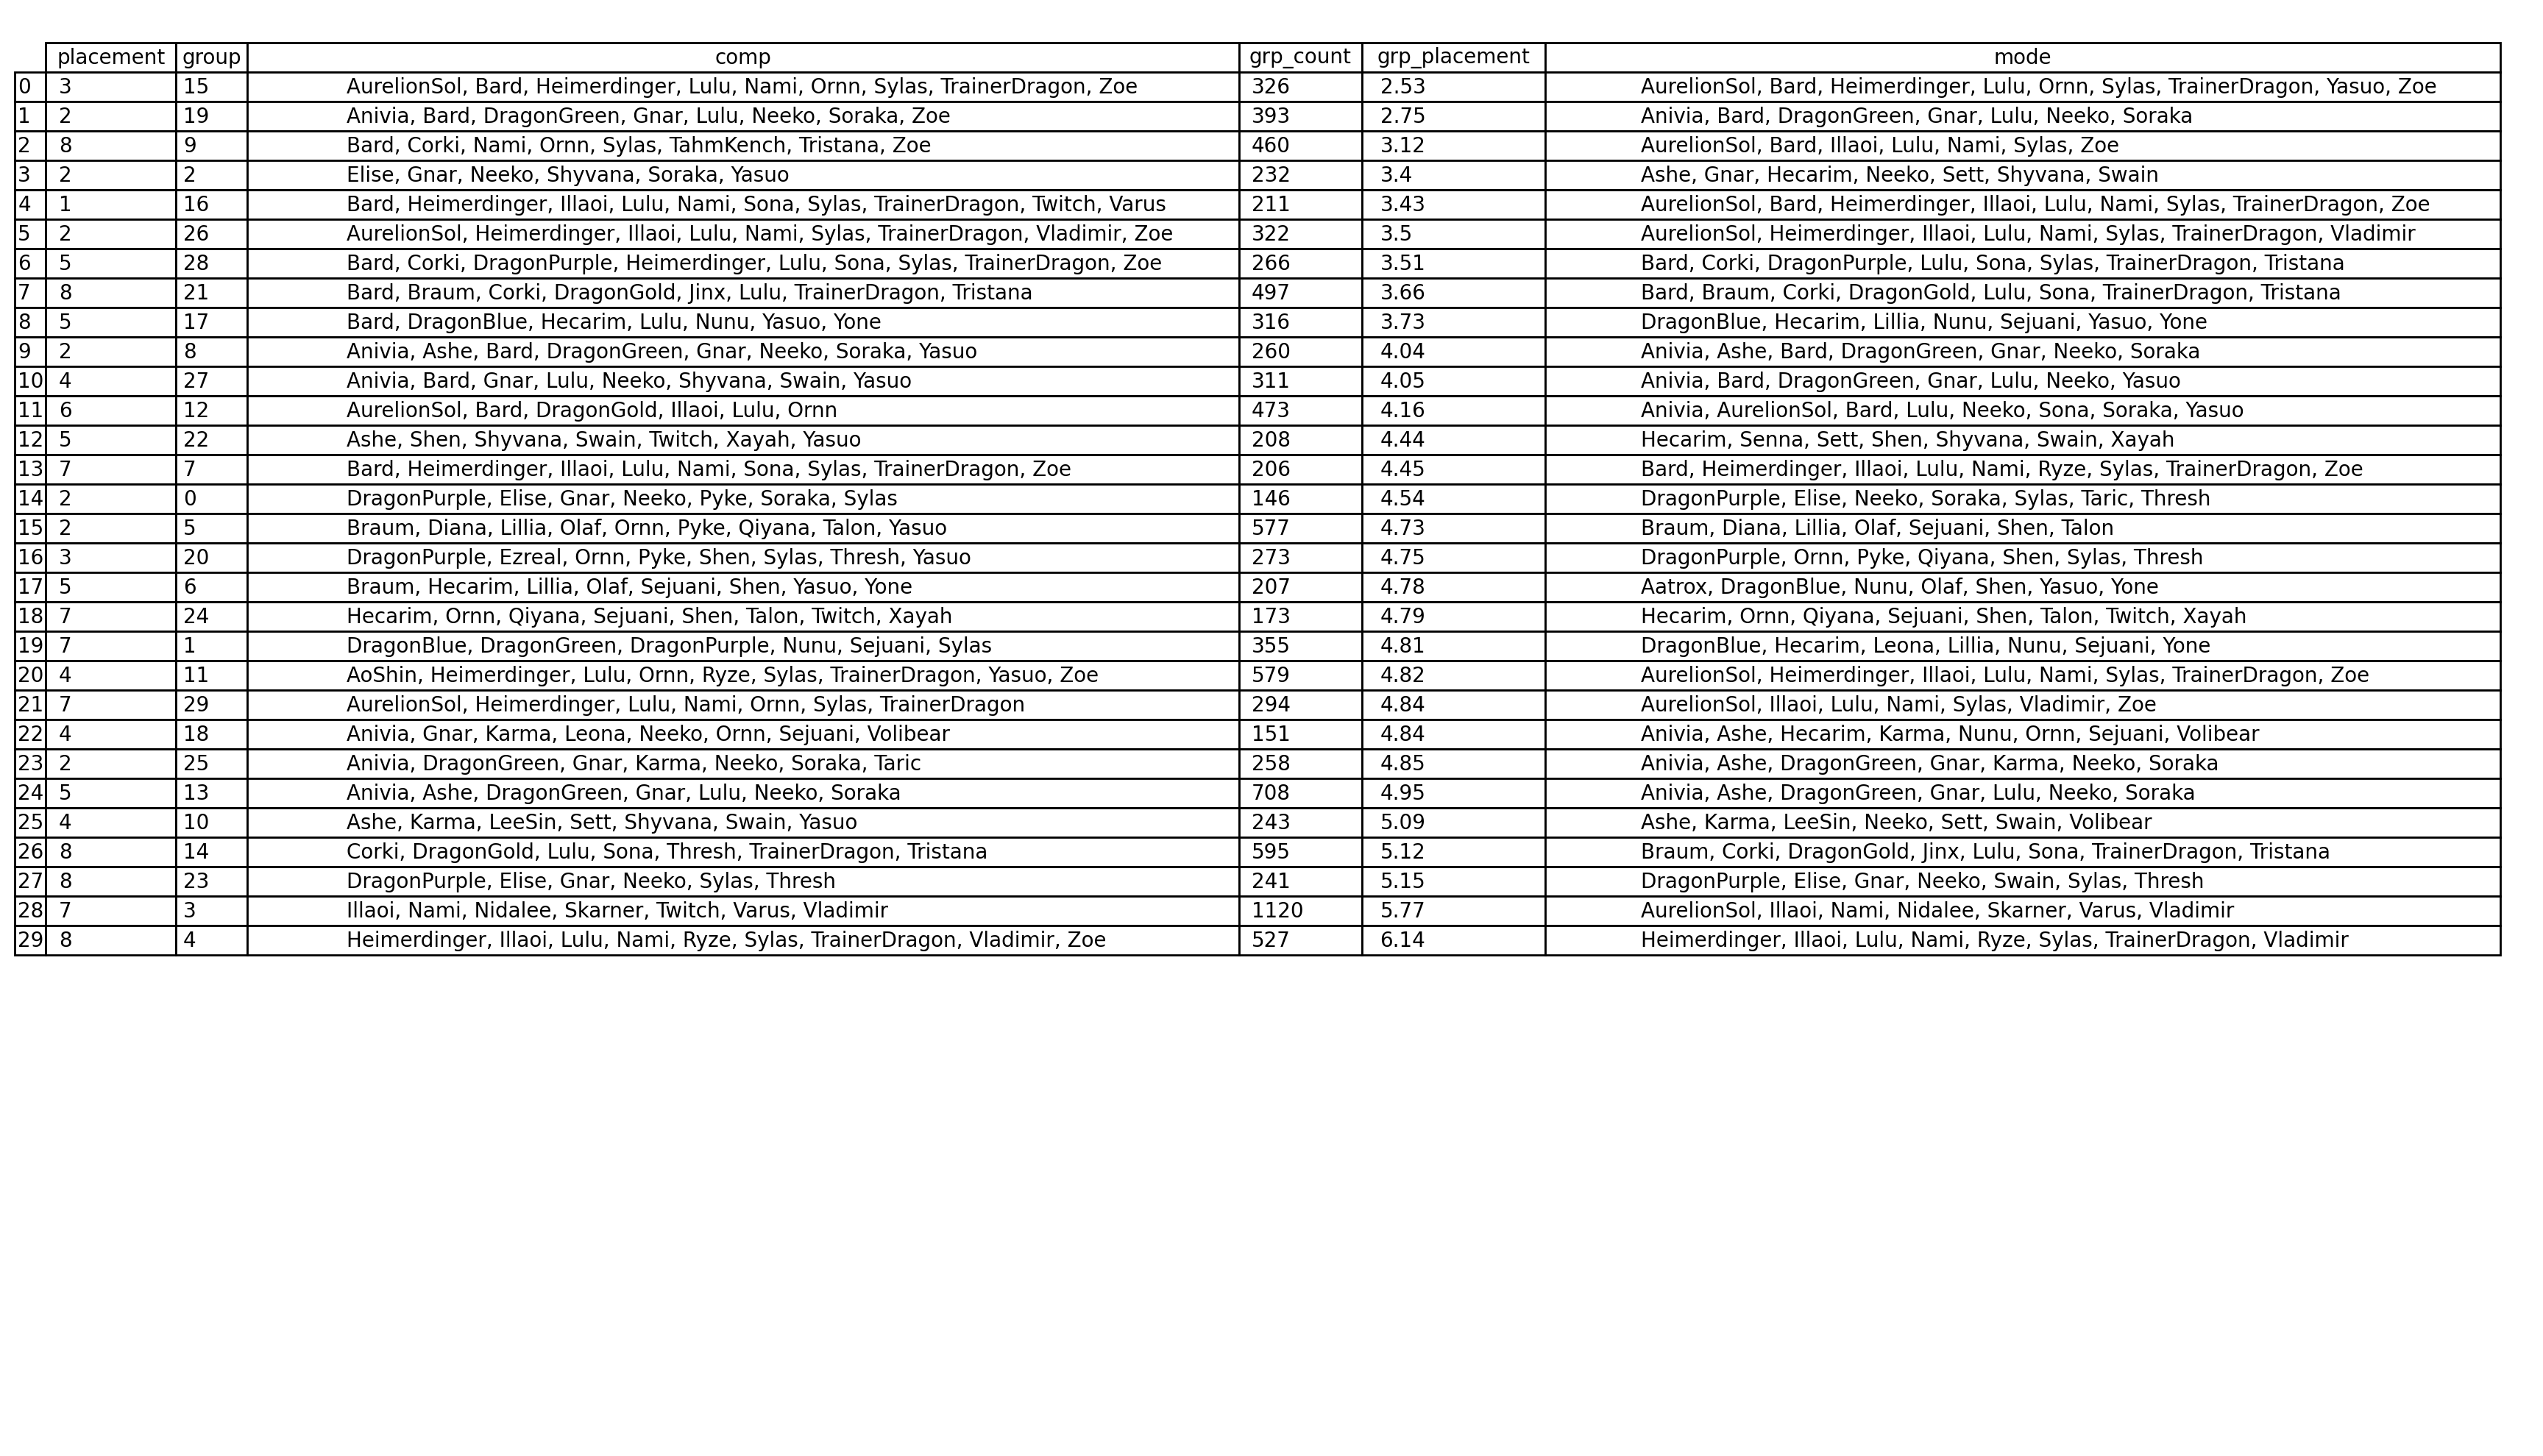 placement group comp grp_count grp_placement mode
0 3 15 AurelionSol, Bard, Heimerdinger, Lulu, Nami, Ornn, Sylas, TrainerDragon, Zoe 326 2.53 AurelionSol, Bard, Heimerdinger, Lulu, Ornn, Sylas, TrainerDragon, Yasuo, Zoe
1 2 19 Anivia, Bard, DragonGreen, Gnar, Lulu, Neeko, Soraka, Zoe 393 2.75 Anivia, Bard, DragonGreen, Gnar, Lulu, Neeko, Soraka
2 8 9 Bard, Corki, Nami, Ornn, Sylas, TahmKench, Tristana, Zoe 460 3.12 AurelionSol, Bard, Illaoi, Lulu, Nami, Sylas, Zoe
3 2 2 Elise, Gnar, Neeko, Shyvana, Soraka, Yasuo 232 3.4 Ashe, Gnar, Hecarim, Neeko, Sett, Shyvana, Swain
4 1 16 Bard, Heimerdinger, Illaoi, Lulu, Nami, Sona, Sylas, TrainerDragon, Twitch, Varus 211 3.43 AurelionSol, Bard, Heimerdinger, Illaoi, Lulu, Nami, Sylas, TrainerDragon, Zoe
5 2 26 AurelionSol, Heimerdinger, Illaoi, Lulu, Nami, Sylas, TrainerDragon, Vladimir, Zoe 322 3.5 AurelionSol, Heimerdinger, Illaoi, Lulu, Nami, Sylas, TrainerDragon, Vladimir
6 5 28 Bard, Corki, DragonPurple, Heimerdinger, Lulu, Sona, Sylas, TrainerDragon, Zoe 266 3.51 Bard, Corki, DragonPurple, Lulu, Sona, Sylas, TrainerDragon, Tristana
7 8 21 Bard, Braum, Corki, DragonGold, Jinx, Lulu, TrainerDragon, Tristana 497 3.66 Bard, Braum, Corki, DragonGold, Lulu, Sona, TrainerDragon, Tristana
8 5 17 Bard, DragonBlue, Hecarim, Lulu, Nunu, Yasuo, Yone 316 3.73 DragonBlue, Hecarim, Lillia, Nunu, Sejuani, Yasuo, Yone
9 2 8 Anivia, Ashe, Bard, DragonGreen, Gnar, Neeko, Soraka, Yasuo 260 4.04 Anivia, Ashe, Bard, DragonGreen, Gnar, Neeko, Soraka
10 4 27 Anivia, Bard, Gnar, Lulu, Neeko, Shyvana, Swain, Yasuo 311 4.05 Anivia, Bard, DragonGreen, Gnar, Lulu, Neeko, Yasuo
11 6 12 AurelionSol, Bard, DragonGold, Illaoi, Lulu, Ornn 473 4.16 Anivia, AurelionSol, Bard, Lulu, Neeko, Sona, Soraka, Yasuo
12 5 22 Ashe, Shen, Shyvana, Swain, Twitch, Xayah, Yasuo 208 4.44 Hecarim, Senna, Sett, Shen, Shyvana, Swain, Xayah
13 7 7 Bard, Heimerdinger, Illaoi, Lulu, Nami, Sona, Sylas, TrainerDragon, Zoe 206 4.45 Bard, Heimerdinger, Illaoi, Lulu, Nami, Ryze, Sylas, TrainerDragon, Zoe
14 2 0 DragonPurple, Elise, Gnar, Neeko, Pyke, Soraka, Sylas 146 4.54 DragonPurple, Elise, Neeko, Soraka, Sylas, Taric, Thresh
15 2 5 Braum, Diana, Lillia, Olaf, Ornn, Pyke, Qiyana, Talon, Yasuo 577 4.73 Braum, Diana, Lillia, Olaf, Sejuani, Shen, Talon
16 3 20 DragonPurple, Ezreal, Ornn, Pyke, Shen, Sylas, Thresh, Yasuo 273 4.75 DragonPurple, Ornn, Pyke, Qiyana, Shen, Sylas, Thresh
17 5 6 Braum, Hecarim, Lillia, Olaf, Sejuani, Shen, Yasuo, Yone 207 4.78 Aatrox, DragonBlue, Nunu, Olaf, Shen, Yasuo, Yone
18 7 24 Hecarim, Ornn, Qiyana, Sejuani, Shen, Talon, Twitch, Xayah 173 4.79 Hecarim, Ornn, Qiyana, Sejuani, Shen, Talon, Twitch, Xayah
19 7 1 DragonBlue, DragonGreen, DragonPurple, Nunu, Sejuani, Sylas 355 4.81 DragonBlue, Hecarim, Leona, Lillia, Nunu, Sejuani, Yone
20 4 11 AoShin, Heimerdinger, Lulu, Ornn, Ryze, Sylas, TrainerDragon, Yasuo, Zoe 579 4.82 AurelionSol, Heimerdinger, Illaoi, Lulu, Nami, Sylas, TrainerDragon, Zoe
21 7 29 AurelionSol, Heimerdinger, Lulu, Nami, Ornn, Sylas, TrainerDragon 294 4.84 AurelionSol, Illaoi, Lulu, Nami, Sylas, Vladimir, Zoe
22 4 18 Anivia, Gnar, Karma, Leona, Neeko, Ornn, Sejuani, Volibear 151 4.84 Anivia, Ashe, Hecarim, Karma, Nunu, Ornn, Sejuani, Volibear
23 2 25 Anivia, DragonGreen, Gnar, Karma, Neeko, Soraka, Taric 258 4.85 Anivia, Ashe, DragonGreen, Gnar, Karma, Neeko, Soraka
24 5 13 Anivia, Ashe, DragonGreen, Gnar, Lulu, Neeko, Soraka 708 4.95 Anivia, Ashe, DragonGreen, Gnar, Lulu, Neeko, Soraka
25 4 10 Ashe, Karma, LeeSin, Sett, Shyvana, Swain, Yasuo 243 5.09 Ashe, Karma, LeeSin, Neeko, Sett, Swain, Volibear
26 8 14 Corki, DragonGold, Lulu, Sona, Thresh, TrainerDragon, Tristana 595 5.12 Braum, Corki, DragonGold, Jinx, Lulu, Sona, TrainerDragon, Tristana
27 8 23 DragonPurple, Elise, Gnar, Neeko, Sylas, Thresh 241 5.15 DragonPurple, Elise, Gnar, Neeko, Swain, Sylas, Thresh
28 7 3 Illaoi, Nami, Nidalee, Skarner, Twitch, Varus, Vladimir 1120 5.77 AurelionSol, Illaoi, Nami, Nidalee, Skarner, Varus, Vladimir
29 8 4 Heimerdinger, Illaoi, Lulu, Nami, Ryze, Sylas, TrainerDragon, Vladimir, Zoe 527 6.14 Heimerdinger, Illaoi, Lulu, Nami, Ryze, Sylas, TrainerDragon, Vladimir